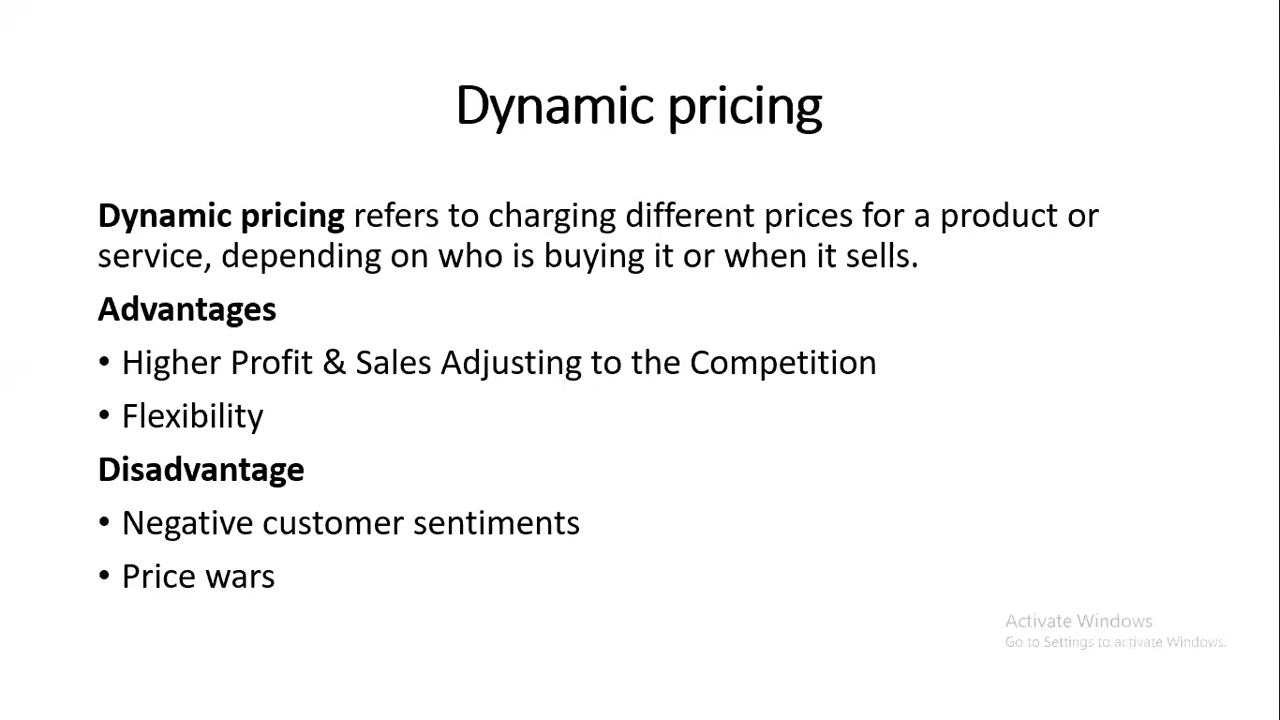 Dynamic pricing
Dynamic pricing refers to charging different prices for a product or
service, depending on who is buying it or when it sells.
Advantages
• Higher Profit & Sales Adjusting to the Competition
• Flexibility
Disadvantage
• Negative customer sentiments
• Price wars
Activate Windows
Go to Settings to activate Windows.